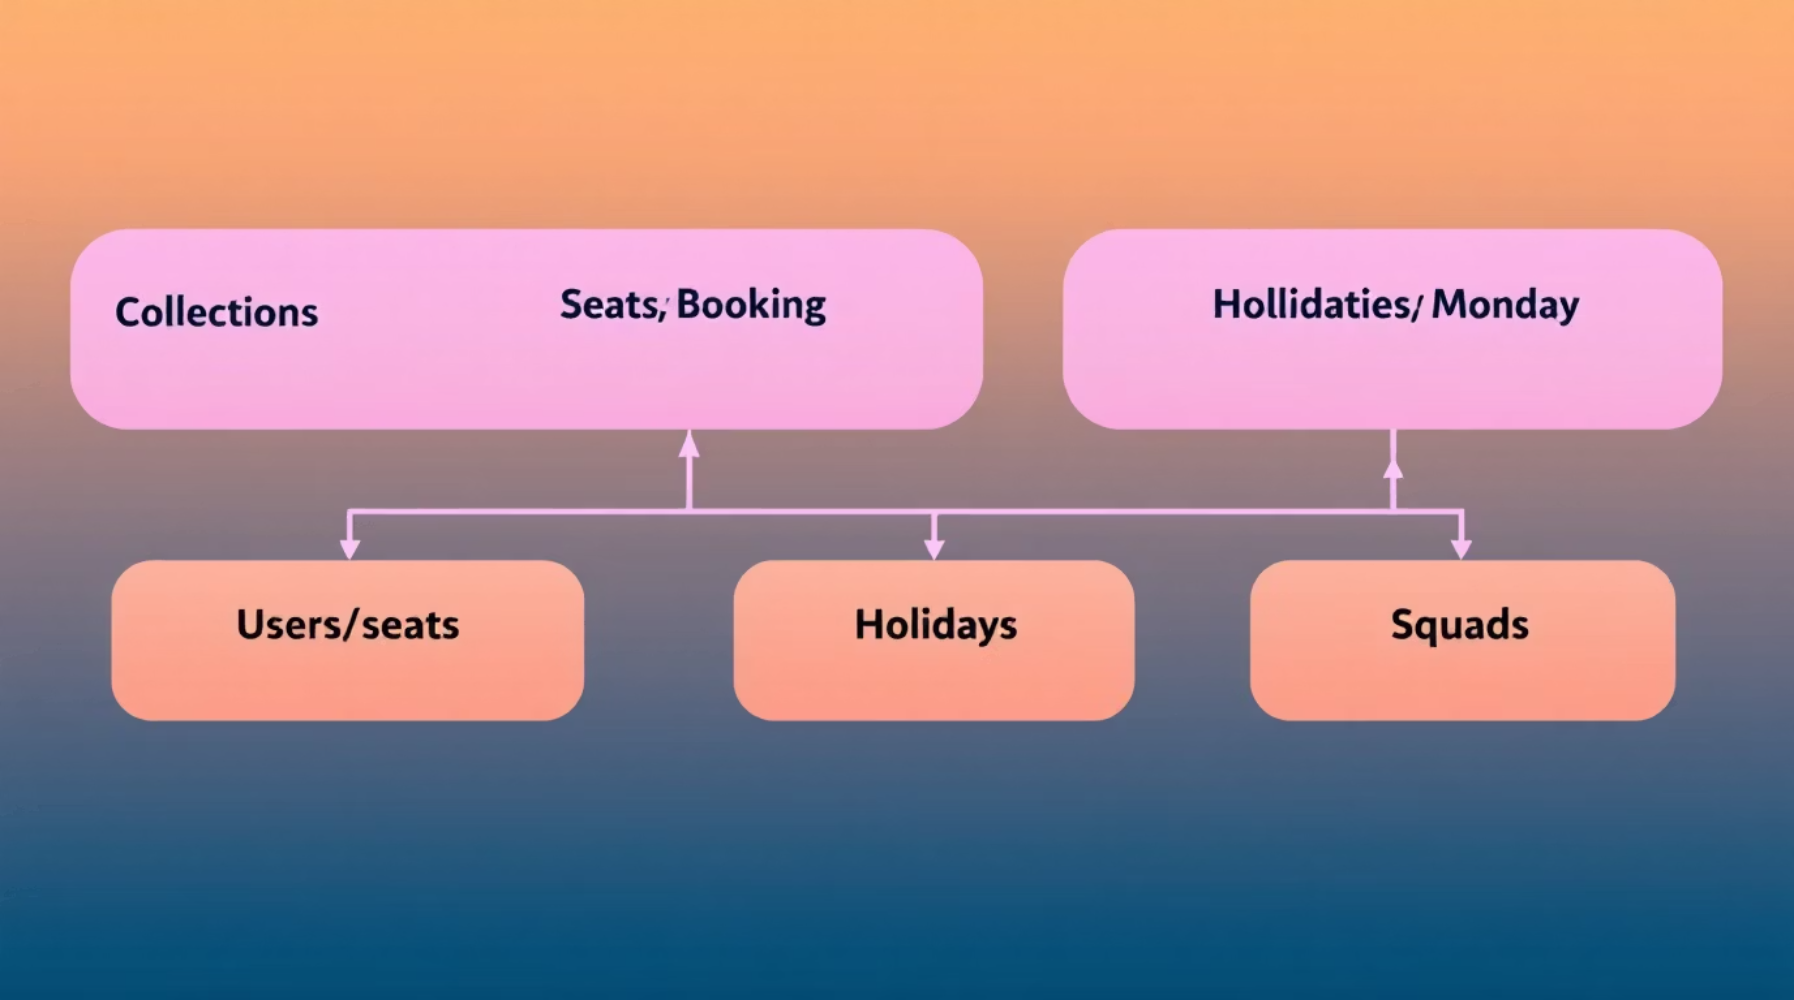 Collections
Seats, Booking
Hollidaties/ Monday
Users/seats
Holidays
Squads